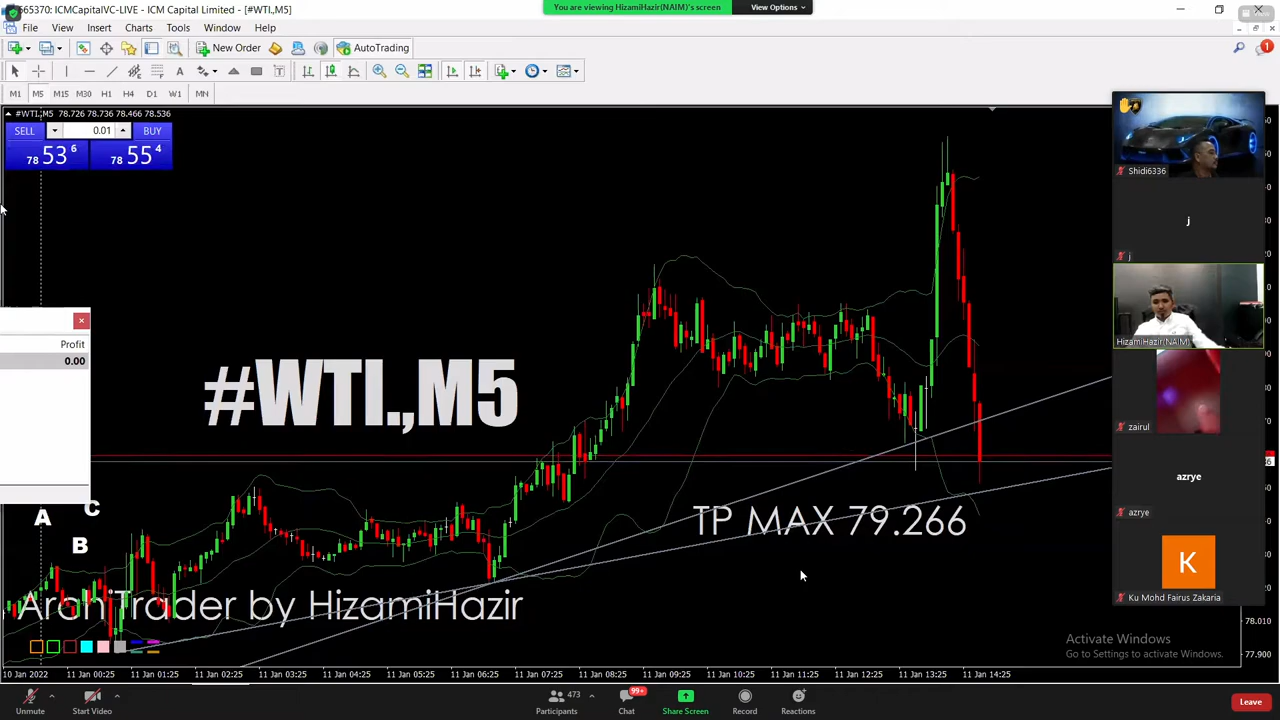 565370: ICMCapitalVC-LIVE - ICM Capital Limited - [#WTI.,M5]
You are viewing HizamiHazir(NAIM)'s screen
View Options
View
File View Insert Charts Tools Window Help
1
New Order
AutoTrading
A T
M1 M5 M15 M30 H1 H4 D1 W1 MN
#WTI.,M5 78.726 78.736 78.466 78.536
SELL 0.01 BUY
78 53 6
78 55 4
Shidi6336
j
j
HizamiHazir(NAIM)
zairul
azrye
azrye
K
Ku Mohd Fairus Zakaria
Profit
0.00
#WTI.,M5
A
C
B
TP MAX 79.266
ArahTrader by HizamiHazir
78.010
77.900
Activate Windows
Go to Settings to activate Windows.
10 Jan 2022 11 Jan 00:25 11 Jan 01:25 11 Jan 02:25 11 Jan 03:25 11 Jan 04:25 11 Jan 05:25 11 Jan 06:25 11 Jan 07:25 11 Jan 08:25 11 Jan 09:25 11 Jan 10:25 11 Jan 11:25 11 Jan 12:25 11 Jan 13:25 11 Jan 14:25
473
99+
Unmute
Start Video
Participants
Chat
Share Screen
Record
Reactions
Leave